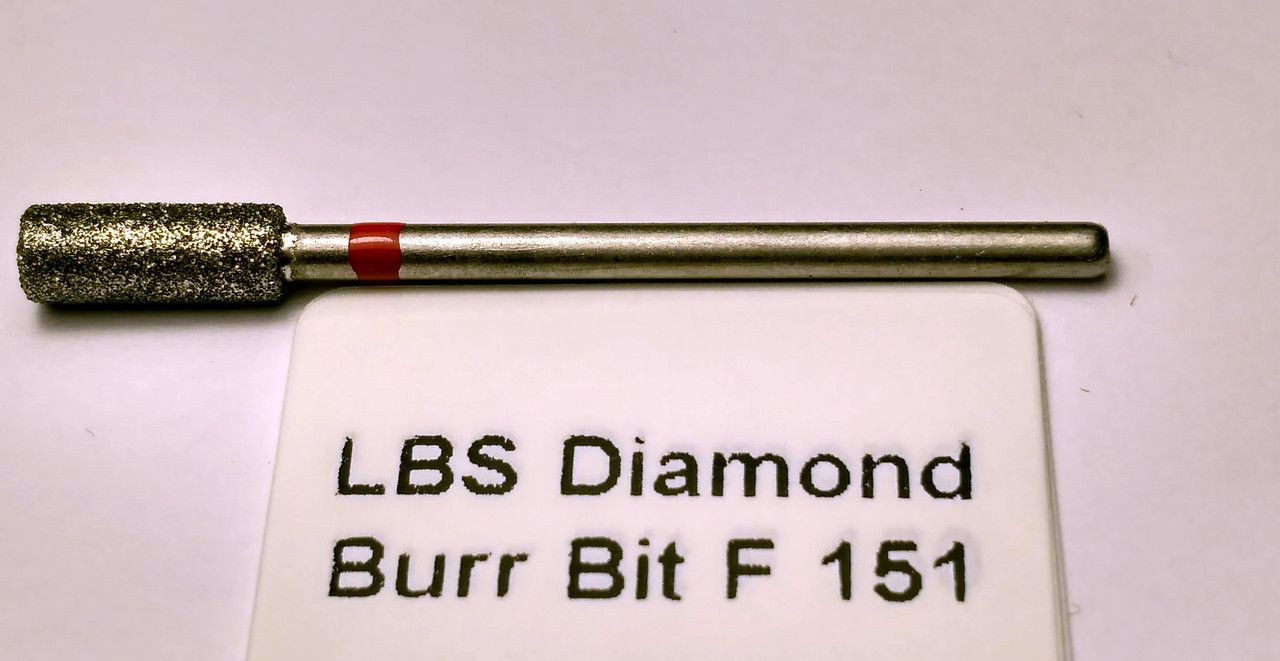 LBS Diamond
Burr Bit F 151